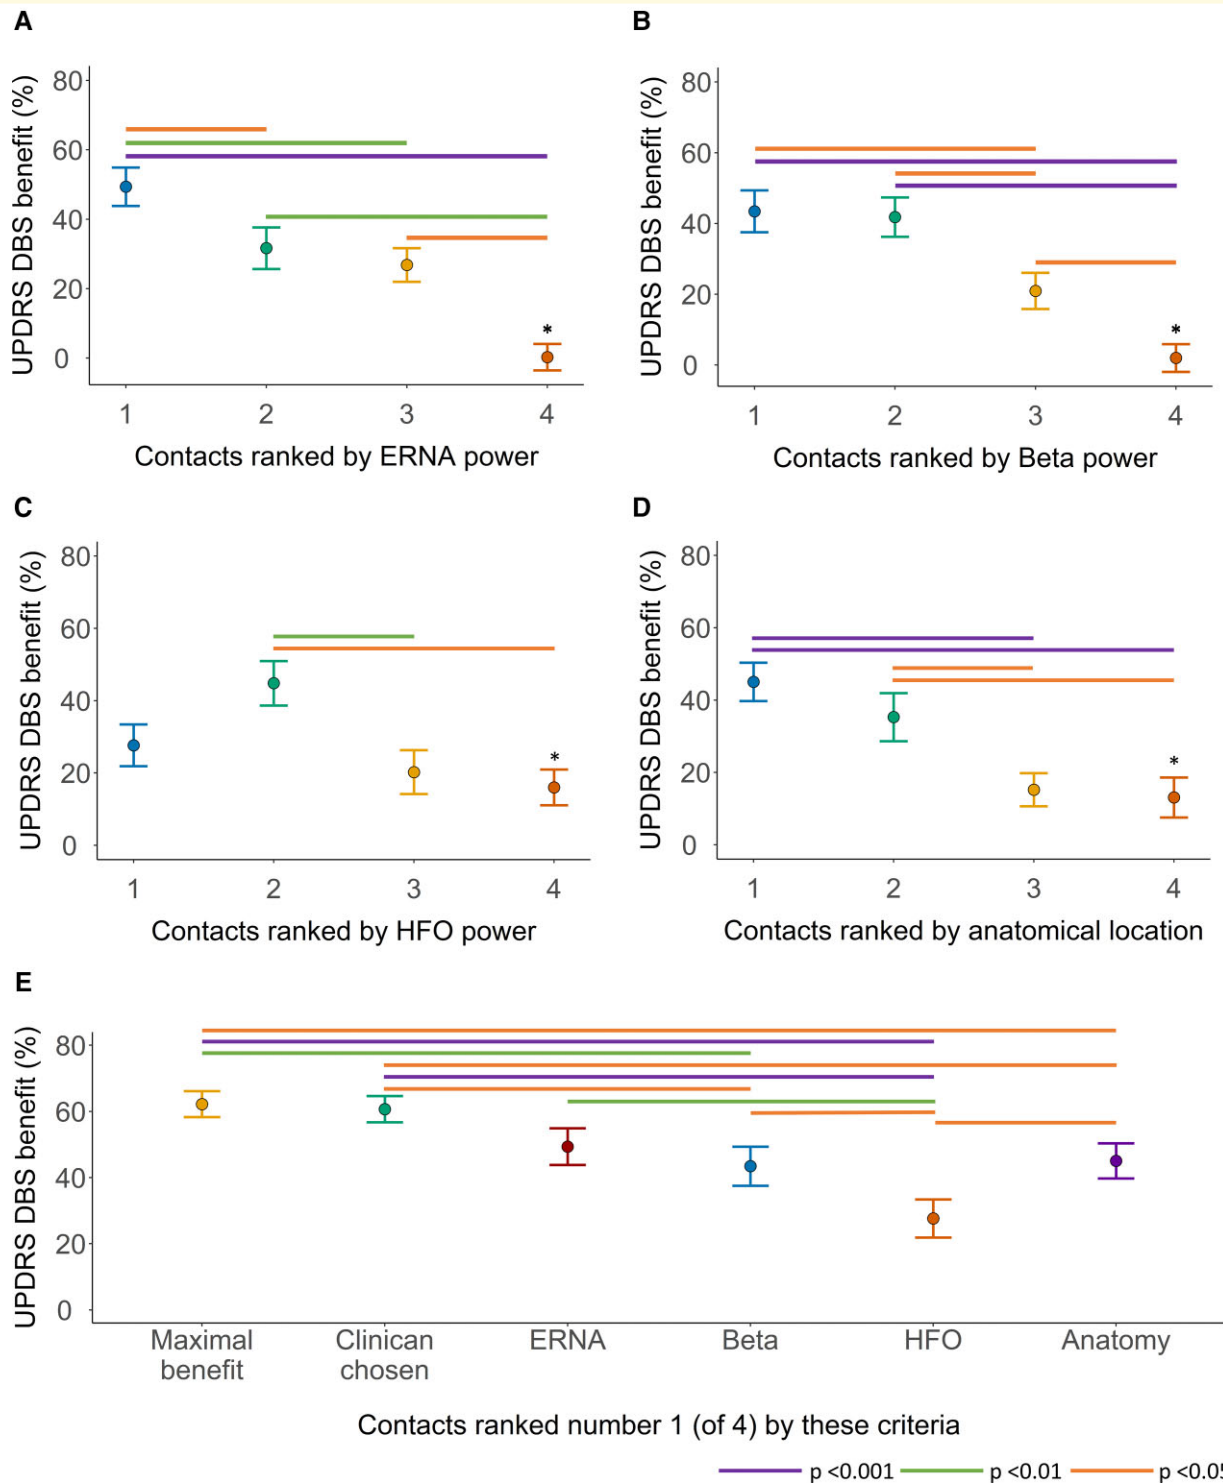 A
UPDRS DBS benefit (%)
80
60
40
20
0
*
1 2 3 4
Contacts ranked by ERNA power
B
UPDRS DBS benefit (%)
80
60
40
20
0
*
1 2 3 4
Contacts ranked by Beta power
C
UPDRS DBS benefit (%)
80
60
40
20
0
*
1 2 3 4
Contacts ranked by HFO power
D
UPDRS DBS benefit (%)
80
60
40
20
0
*
1 2 3 4
Contacts ranked by anatomical location
E
UPDRS DBS benefit (%)
80
60
40
20
0
Maximal
benefit
Clinican
chosen
ERNA
Beta
HFO
Anatomy
Contacts ranked number 1 (of 4) by these criteria
p <0.001 p <0.01 p <0.05